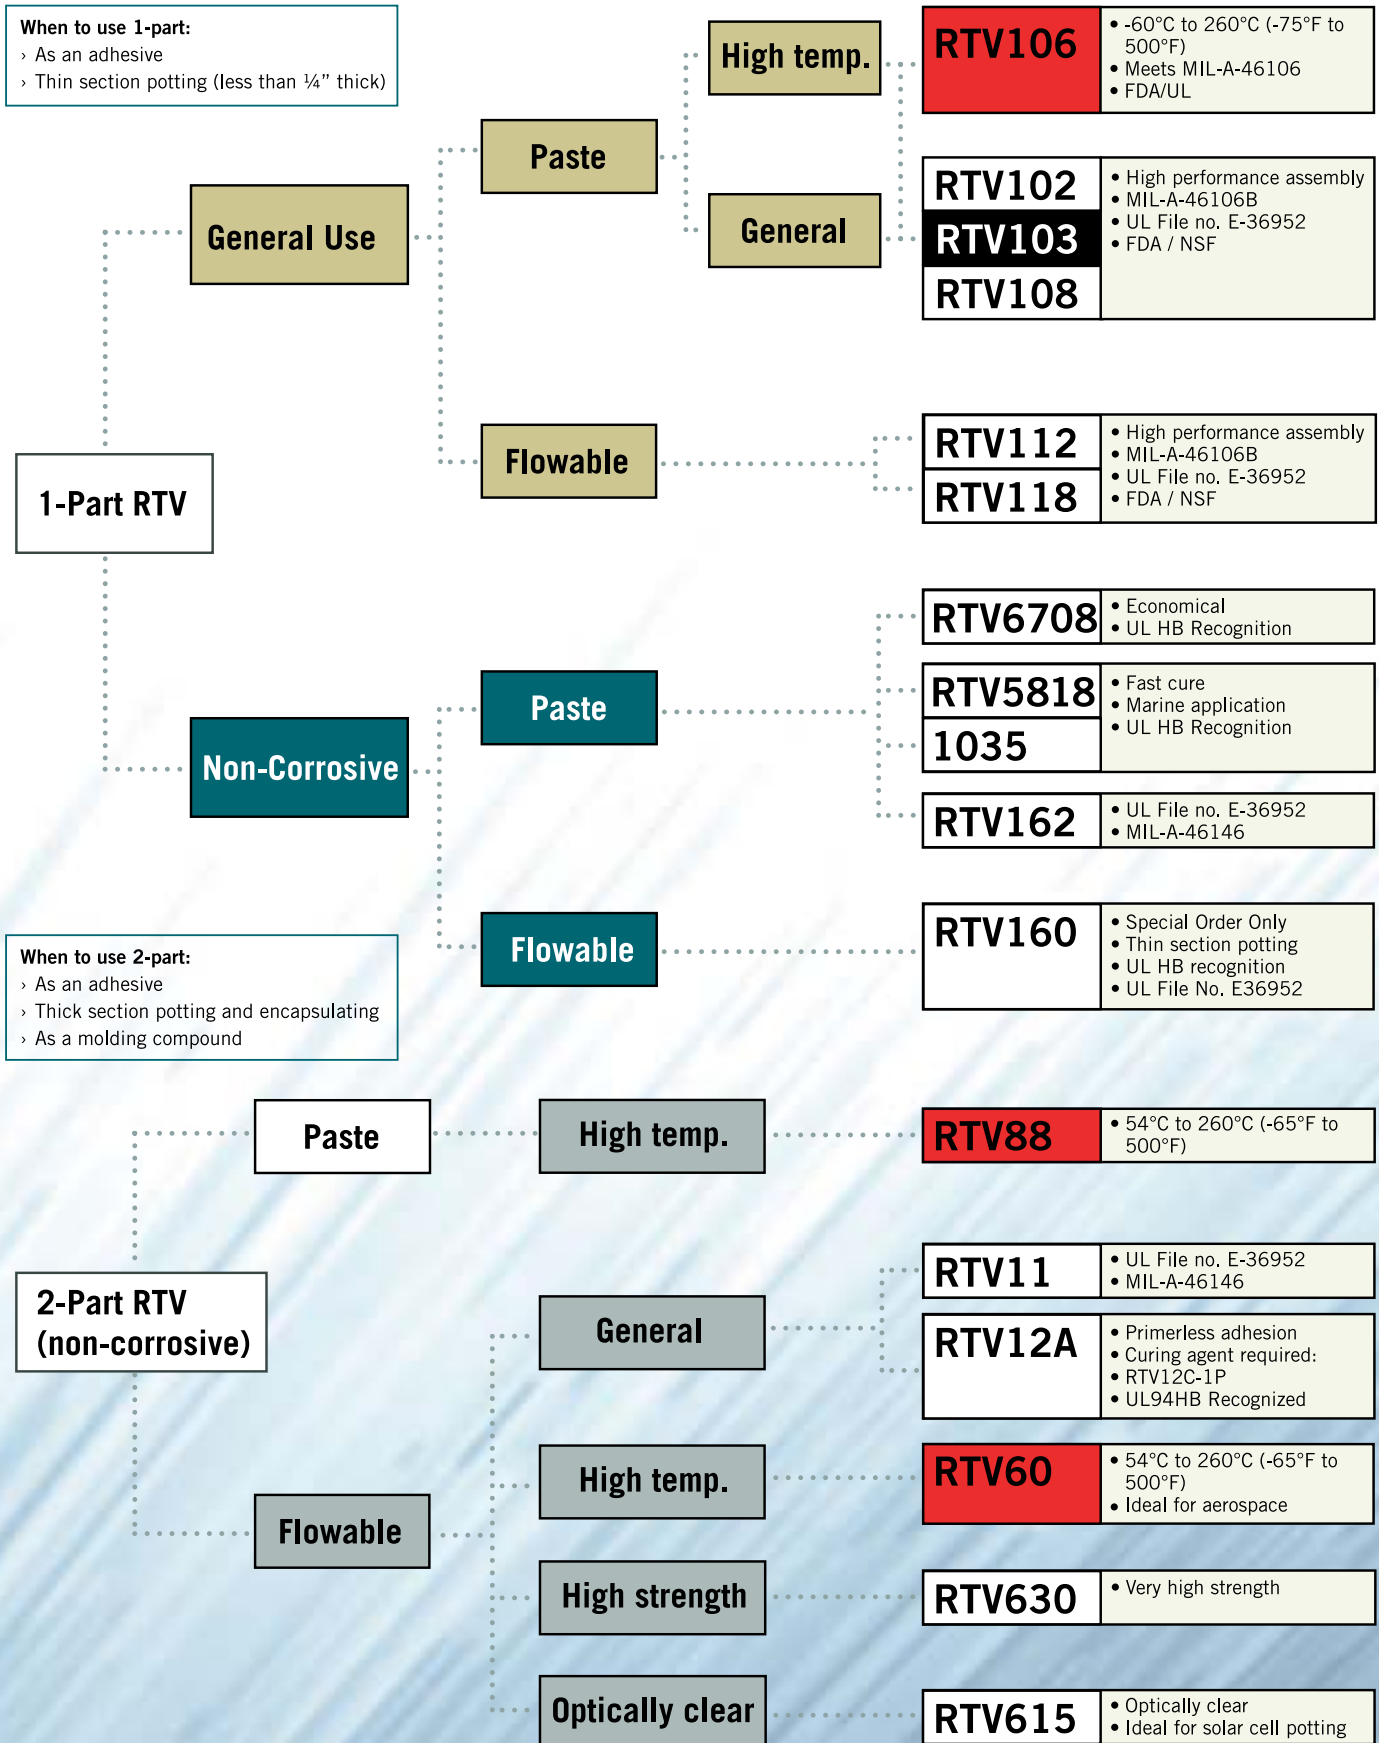 When to use 1-part:
› As an adhesive
› Thin section potting (less than ¼” thick)
High temp.
RTV106
• -60°C to 260°C (-75°F to
500°F)
• Meets MIL-A-46106
• FDA/UL
Paste
General Use
General
RTV102
RTV103
RTV108
• High performance assembly
• MIL-A-46106B
• UL File no. E-36952
• FDA / NSF
Flowable
RTV112
RTV118
• High performance assembly
• MIL-A-46106B
• UL File no. E-36952
• FDA / NSF
1-Part RTV
RTV6708
• Economical
• UL HB Recognition
Paste
RTV5818
1035
• Fast cure
• Marine application
• UL HB Recognition
Non-Corrosive
RTV162
• UL File no. E-36952
• MIL-A-46146
Flowable
RTV160
• Special Order Only
• Thin section potting
• UL HB recognition
• UL File No. E36952
When to use 2-part:
› As an adhesive
› Thick section potting and encapsulating
› As a molding compound
Paste
High temp.
RTV88
• 54°C to 260°C (-65°F to
500°F)
2-Part RTV
(non-corrosive)
General
RTV11
• UL File no. E-36952
• MIL-A-46146
RTV12A
• Primerless adhesion
• Curing agent required:
• RTV12C-1P
• UL94HB Recognized
High temp.
RTV60
• 54°C to 260°C (-65°F to
500°F)
• Ideal for aerospace
Flowable
High strength
RTV630
• Very high strength
Optically clear
RTV615
• Optically clear
• Ideal for solar cell potting